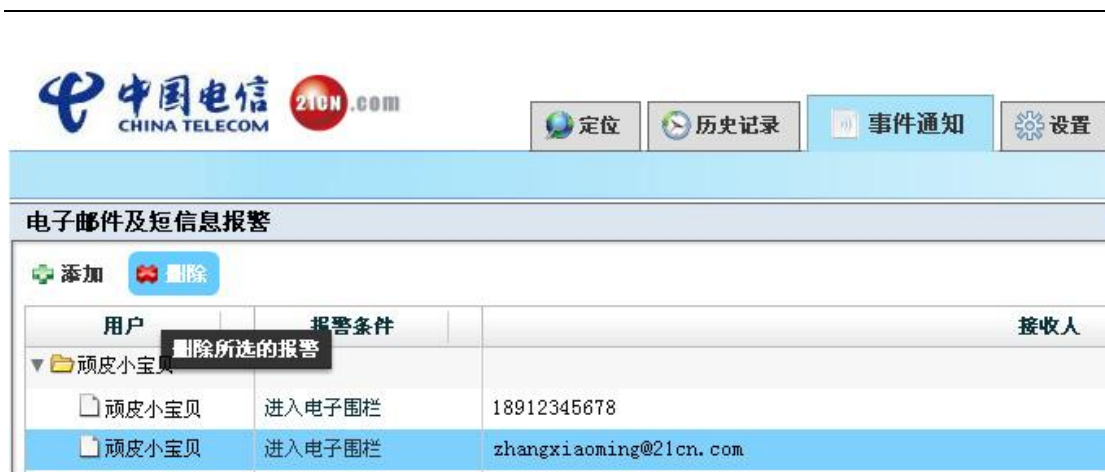 中国电信 21CN.com
CHINA TELECOM
定位 历史记录 事件通知 设置
电子邮件及短信息报警
添加 删除
用户 报警条件 接收人
删除所选的报警
顽皮小宝贝
顽皮小宝贝 进入电子围栏 18912345678
顽皮小宝贝 进入电子围栏 zhangxiaoming@21cn.com